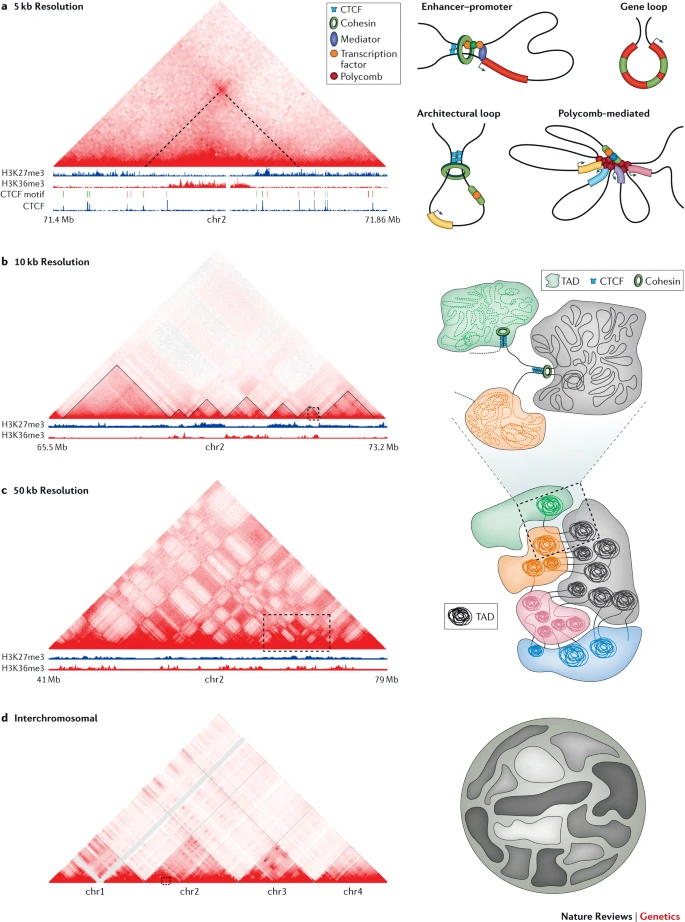 a 5 kb Resolution
CTCF
Cohesin
Mediator
Transcription
factor
Polycomb
Enhancer–promoter
Gene loop
Architectural loop
Polycomb-mediated
H3K27me3
H3K36me3
CTCF motif
CTCF
71.4 Mb chr2 71.86 Mb
b 10 kb Resolution
TAD CTCF Cohesin
H3K27me3
H3K36me3
65.5 Mb chr2 73.2 Mb
c 50 kb Resolution
TAD
H3K27me3
H3K36me3
41 Mb chr2 79 Mb
d Interchromosomal
chr1 chr2 chr3 chr4
Nature Reviews | Genetics